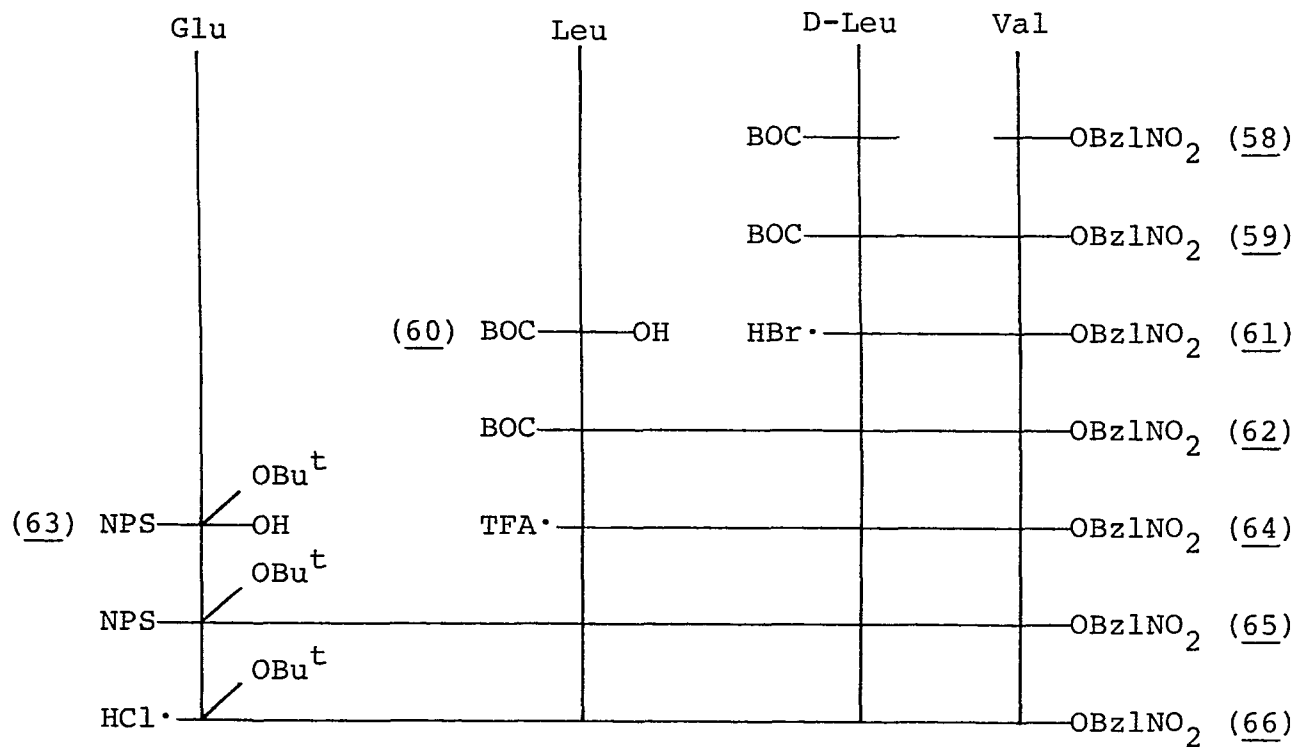 Glu Leu D-Leu Val
BOC OBzlNO2 (58)
BOC OBzlNO2 (59)
(60) BOC OH HBr· OBzlNO2 (61)
BOC OBzlNO2 (62)
OBut
(63) NPS OH TFA· OBzlNO2 (64)
OBut
NPS OBzlNO2 (65)
OBut
HCl· OBzlNO2 (66)